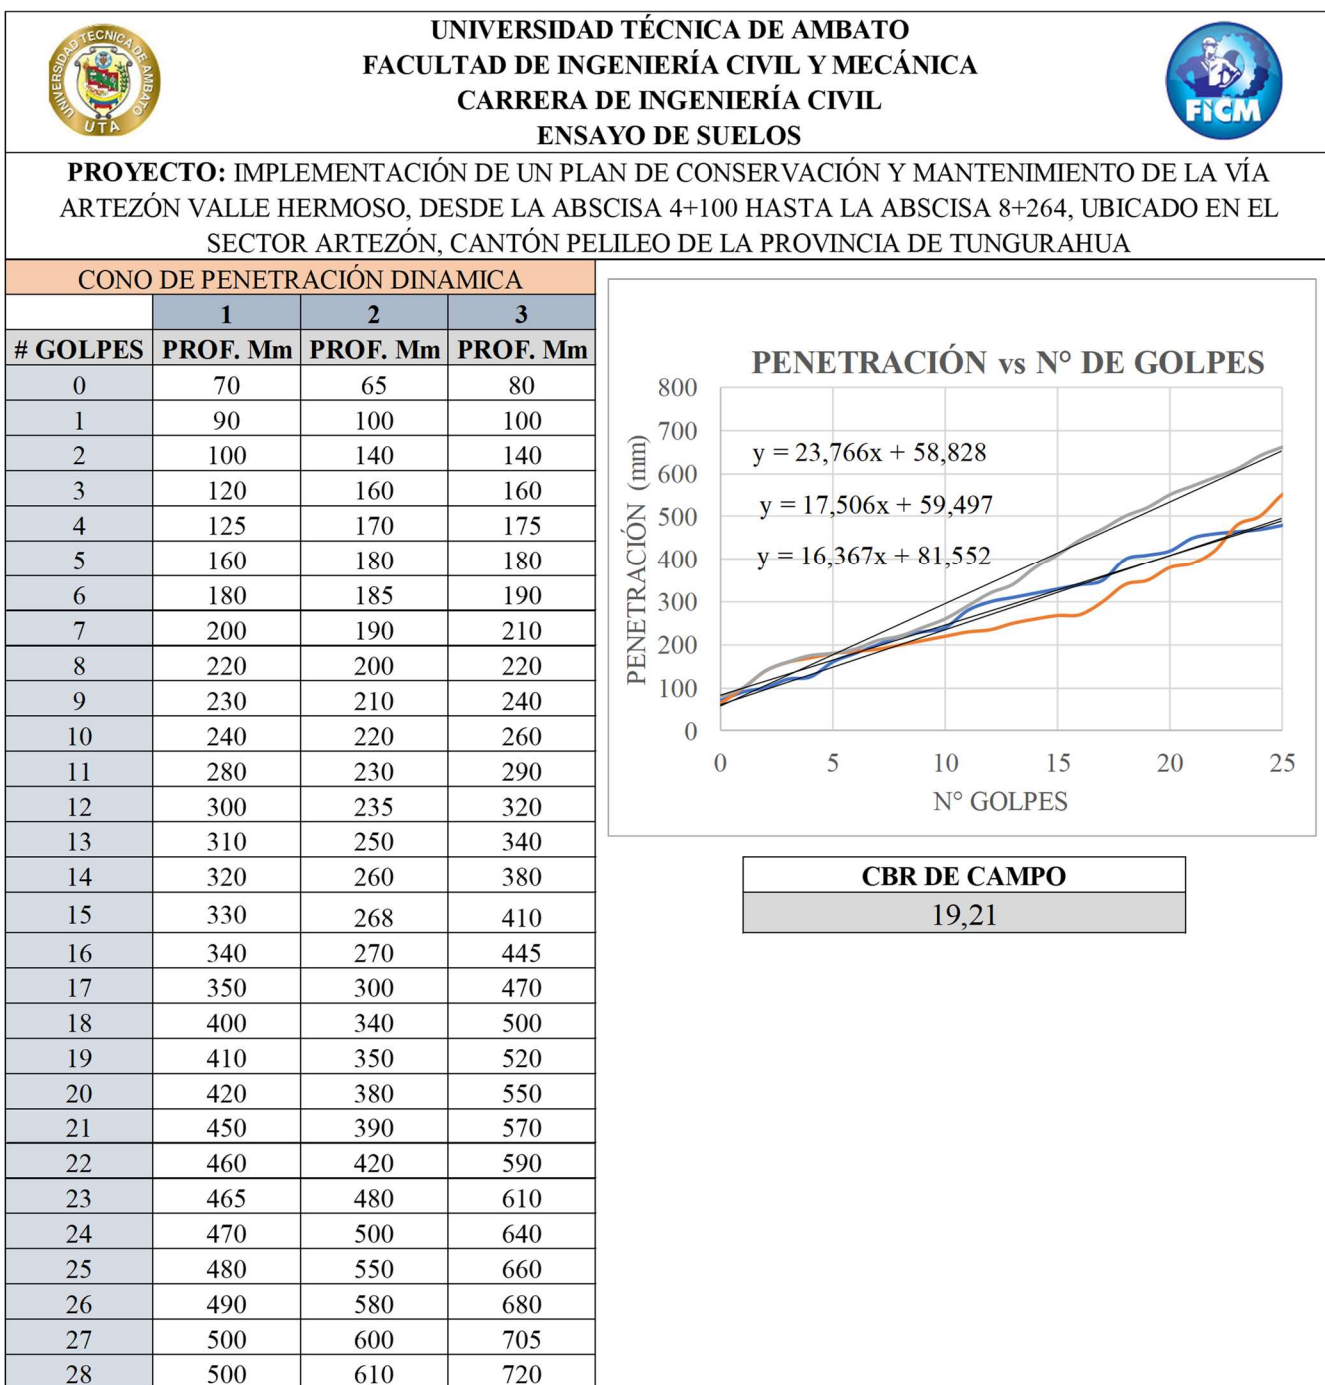 UNIVERSIDAD TÉCNICA DE AMBATO
FACULTAD DE INGENIERÍA CIVIL Y MECÁNICA
CARRERA DE INGENIERÍA CIVIL
ENSAYO DE SUELOS
UNIVERSIDAD TECNICA DE AMBATO
UTA
FICM
PROYECTO: IMPLEMENTACIÓN DE UN PLAN DE CONSERVACIÓN Y MANTENIMIENTO DE LA VÍA
ARTEZÓN VALLE HERMOSO, DESDE LA ABSCISA 4+100 HASTA LA ABSCISA 8+264, UBICADO EN EL
SECTOR ARTEZÓN, CANTÓN PELILEO DE LA PROVINCIA DE TUNGURAHUA
CONO DE PENETRACIÓN DINAMICA
1 2 3
# GOLPES PROF. Mm PROF. Mm PROF. Mm
0 70 65 80
1 90 100 100
2 100 140 140
3 120 160 160
4 125 170 175
5 160 180 180
6 180 185 190
7 200 190 210
8 220 200 220
9 230 210 240
10 240 220 260
11 280 230 290
12 300 235 320
13 310 250 340
14 320 260 380
15 330 268 410
16 340 270 445
17 350 300 470
18 400 340 500
19 410 350 520
20 420 380 550
21 450 390 570
22 460 420 590
23 465 480 610
24 470 500 640
25 480 550 660
26 490 580 680
27 500 600 705
28 500 610 720
PENETRACIÓN vs N° DE GOLPES
PENETRACIÓN (mm)
800
700
600
500
400
300
200
100
0
y = 23,766x + 58,828
y = 17,506x + 59,497
y = 16,367x + 81,552
0 5 10 15 20 25
N° GOLPES
CBR DE CAMPO
19,21